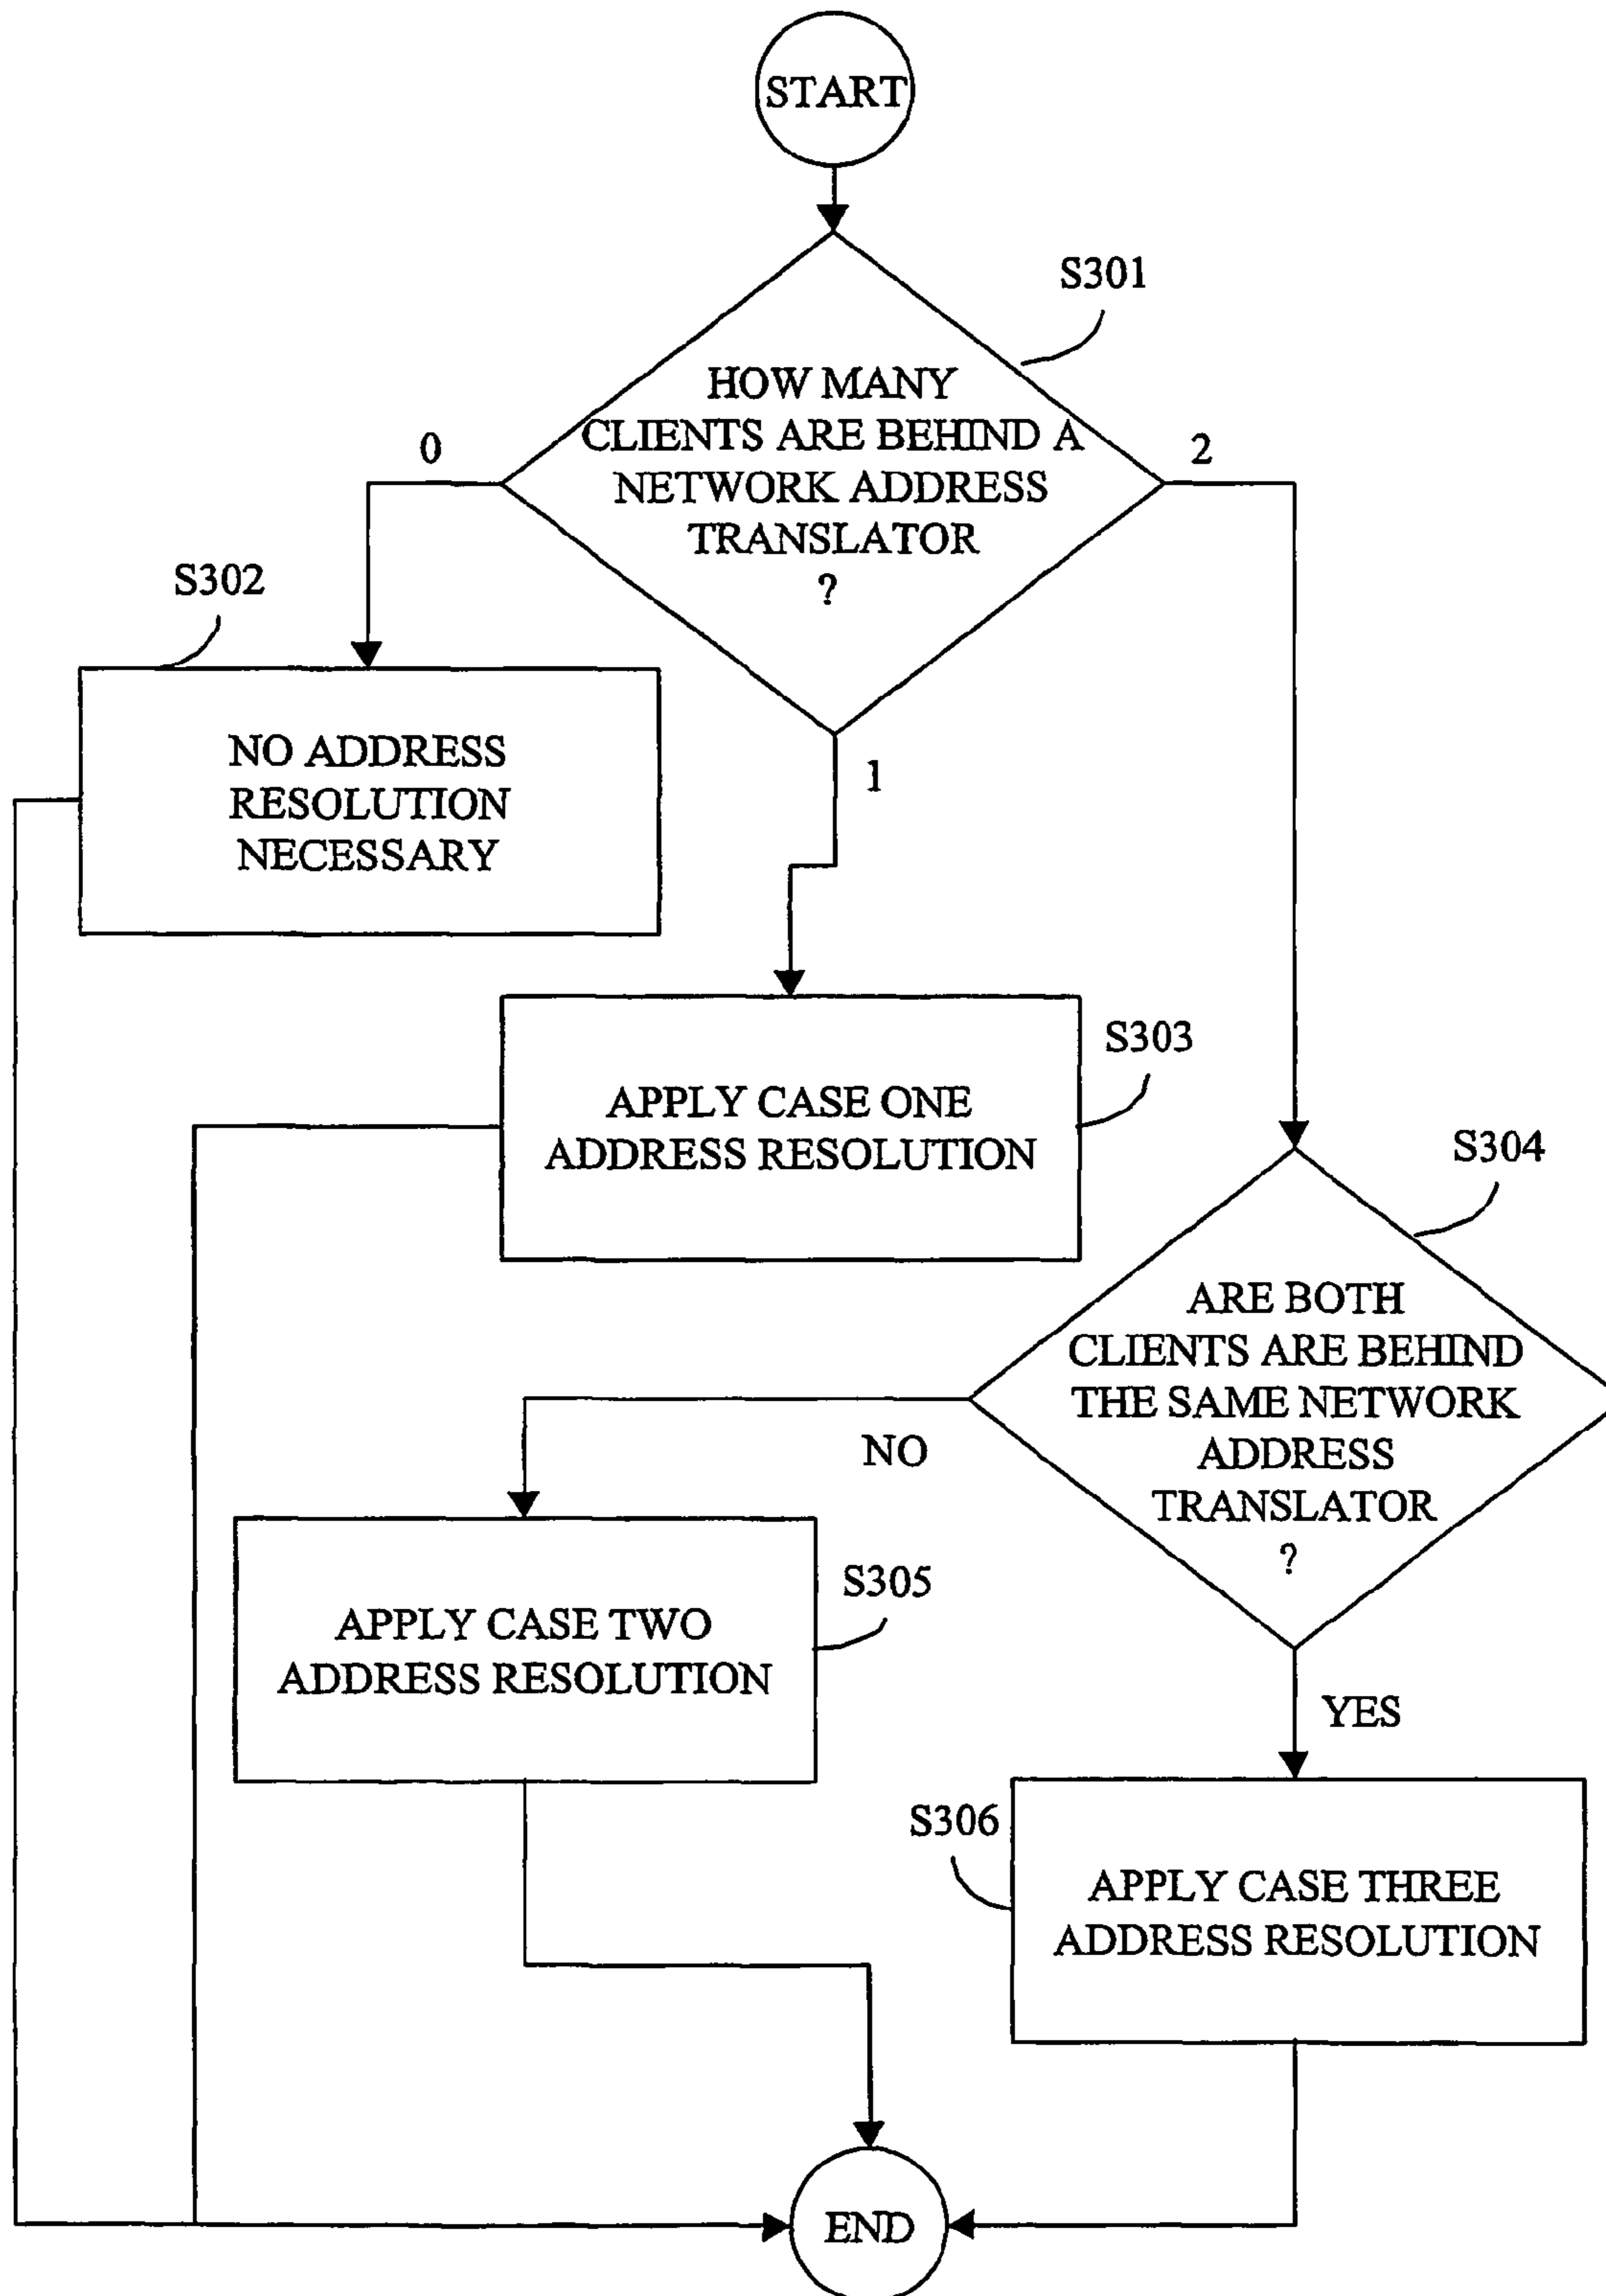 START
S301
HOW MANY
CLIENTS ARE BEHIND A
NETWORK ADDRESS
TRANSLATOR
?
0
2
1
S302
NO ADDRESS
RESOLUTION
NECESSARY
S303
APPLY CASE ONE
ADDRESS RESOLUTION
S304
ARE BOTH
CLIENTS ARE BEHIND
THE SAME NETWORK
ADDRESS
TRANSLATOR
?
NO
YES
S305
APPLY CASE TWO
ADDRESS RESOLUTION
S306
APPLY CASE THREE
ADDRESS RESOLUTION
END